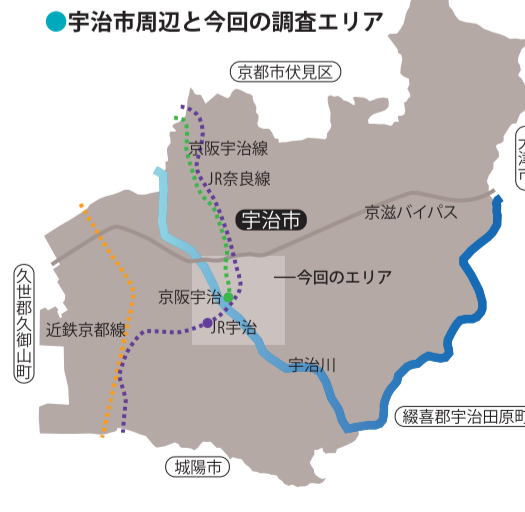 ●宇治市周辺と今回の調査エリア
京都市伏見区
大津市
京阪宇治線
JR奈良線
宇治市
京滋バイパス
今回のエリア
京阪宇治
久世郡久御山町
近鉄京都線
JR宇治
宇治川
綴喜郡宇治田原町
城陽市